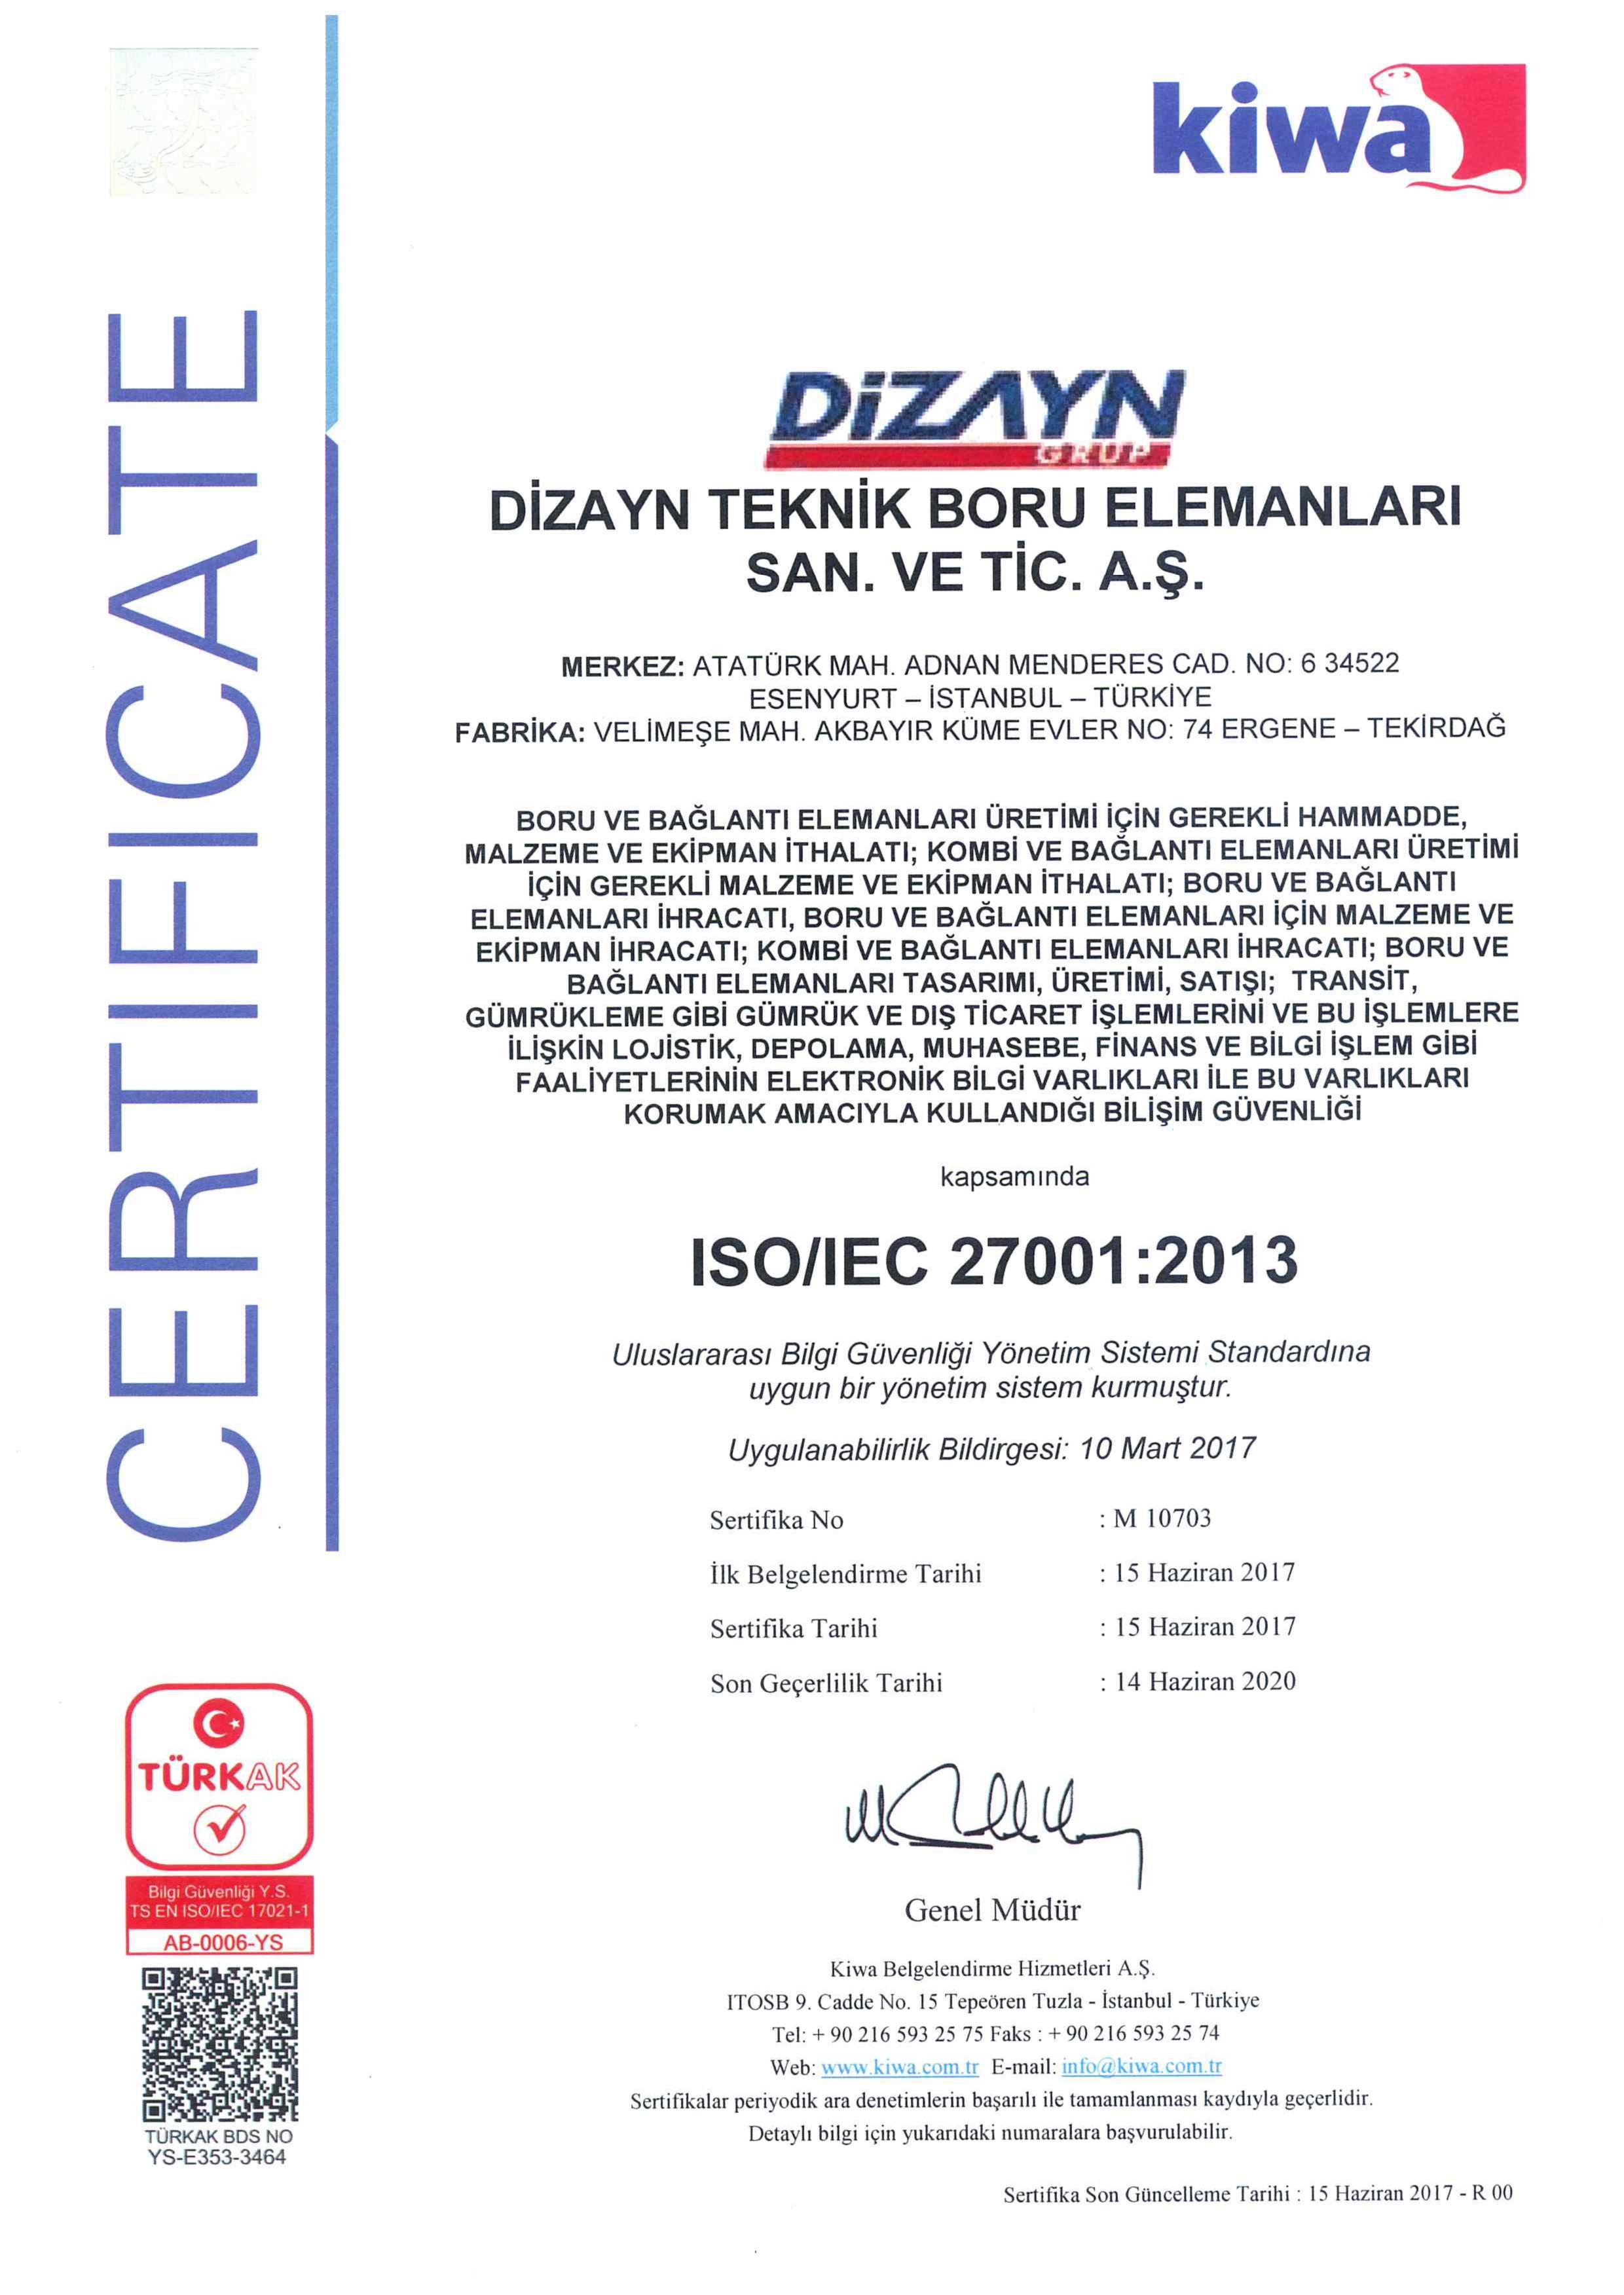 kiwa
CERTIFICATE
DİZAYN
GRUP
DİZAYN TEKNİK BORU ELEMANLARI
SAN. VE TİC. A.Ş.
MERKEZ: ATATÜRK MAH. ADNAN MENDERES CAD. NO: 6 34522
ESENYURT – İSTANBUL – TÜRKİYE
FABRİKA: VELİMEŞE MAH. AKBAYIR KÜME EVLER NO: 74 ERGENE – TEKİRDAĞ
BORU VE BAĞLANTI ELEMANLARI ÜRETİMİ İÇİN GEREKLİ HAMMADDE,
MALZEME VE EKİPMAN İTHALATI; KOMBİ VE BAĞLANTI ELEMANLARI ÜRETİMİ
İÇİN GEREKLİ MALZEME VE EKİPMAN İTHALATI; BORU VE BAĞLANTI
ELEMANLARI İHRACATI, BORU VE BAĞLANTI ELEMANLARI İÇİN MALZEME VE
EKİPMAN İHRACATI; KOMBİ VE BAĞLANTI ELEMANLARI İHRACATI; BORU VE
BAĞLANTI ELEMANLARI TASARIMI, ÜRETİMİ, SATIŞI; TRANSİT,
GÜMRÜKLEME GİBİ GÜMRÜK VE DIŞ TİCARET İŞLEMLERİNİ VE BU İŞLEMLERE
İLİŞKİN LOJİSTİK, DEPOLAMA, MUHASEBE, FİNANS VE BİLGİ İŞLEM GİBİ
FAALİYETLERİNİN ELEKTRONİK BİLGİ VARLIKLARI İLE BU VARLIKLARI
KORUMAK AMACIYLA KULLANDIĞI BİLİŞİM GÜVENLİĞİ
kapsamında
ISO/IEC 27001:2013
Uluslararası Bilgi Güvenliği Yönetim Sistemi Standardına
uygun bir yönetim sistem kurmuştur.
Uygulanabilirlik Bildirgesi: 10 Mart 2017
Sertifika No : M 10703
İlk Belgelendirme Tarihi : 15 Haziran 2017
Sertifika Tarihi : 15 Haziran 2017
Son Geçerlilik Tarihi : 14 Haziran 2020
Genel Müdür
Kiwa Belgelendirme Hizmetleri A.Ş.
ITOSB 9. Cadde No. 15 Tepeören Tuzla - İstanbul - Türkiye
Tel: + 90 216 593 25 75 Faks : + 90 216 593 25 74
Web: www.kiwa.com.tr E-mail: info@kiwa.com.tr
Sertifikalar periyodik ara denetimlerin başarılı ile tamamlanması kaydıyla geçerlidir.
Detaylı bilgi için yukarıdaki numaralara başvurulabilir.
Sertifika Son Güncelleme Tarihi : 15 Haziran 2017 - R 00
TÜRKAK
Bilgi Güvenliği Y.S.
TS EN ISO/IEC 17021-1
AB-0006-YS
TÜRKAK BDS NO
YS-E353-3464